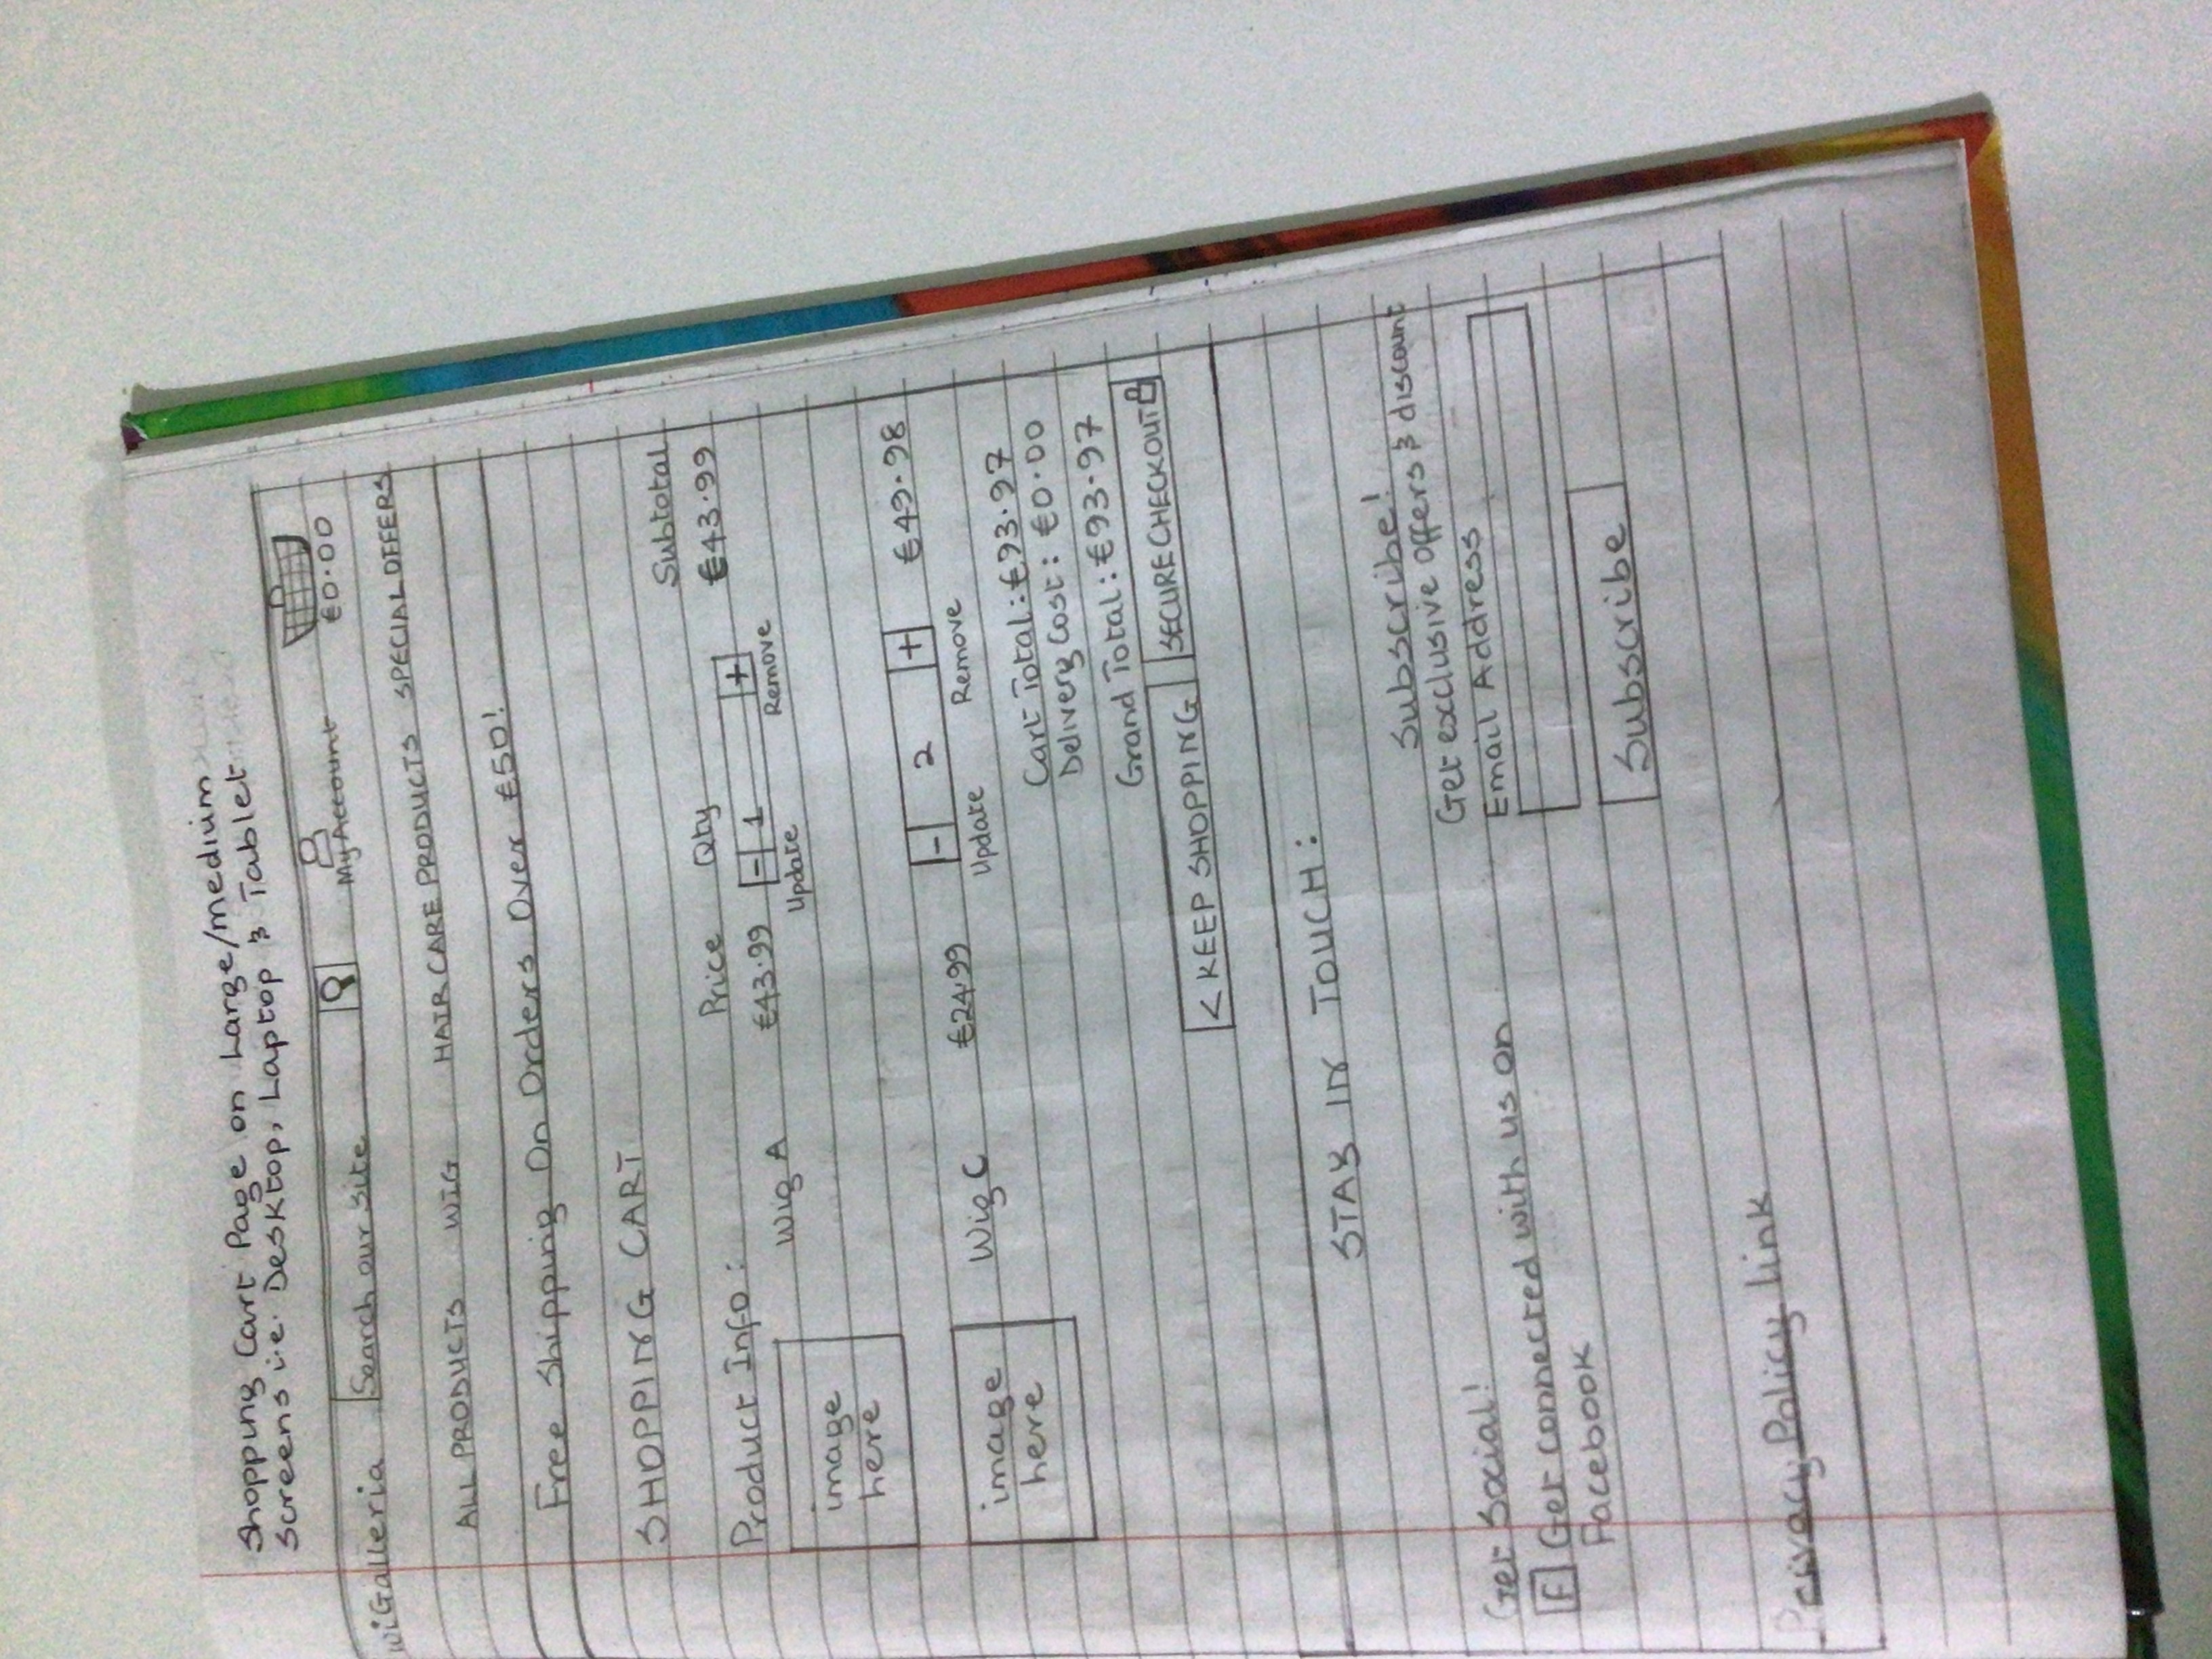 Shopping Cart Page on Large/medium
Screens i.e. Desktop, Laptop & Tablet
wiGalleria Search our site My Account €0.00
ALL PRODUCTS WIG HAIR CARE PRODUCTS SPECIAL OFFERS
Free Shipping On Orders Over €50!
SHOPPING CART
Product Info: Price Qty Subtotal
Wig A €43.99 - 1 + €43.99
Update Remove
image
here
Wig C €24.99 - 2 + €49.98
Update Remove
image
here
Cart Total: €93.97
Delivery Cost: €0.00
Grand Total: €93.97
< KEEP SHOPPING SECURE CHECKOUT
STAY IN TOUCH:
Subscribe!
Get exclusive offers & discount
Email Address
Get Social!
F Get connected with us on
Facebook
Subscribe
Privacy Policy link